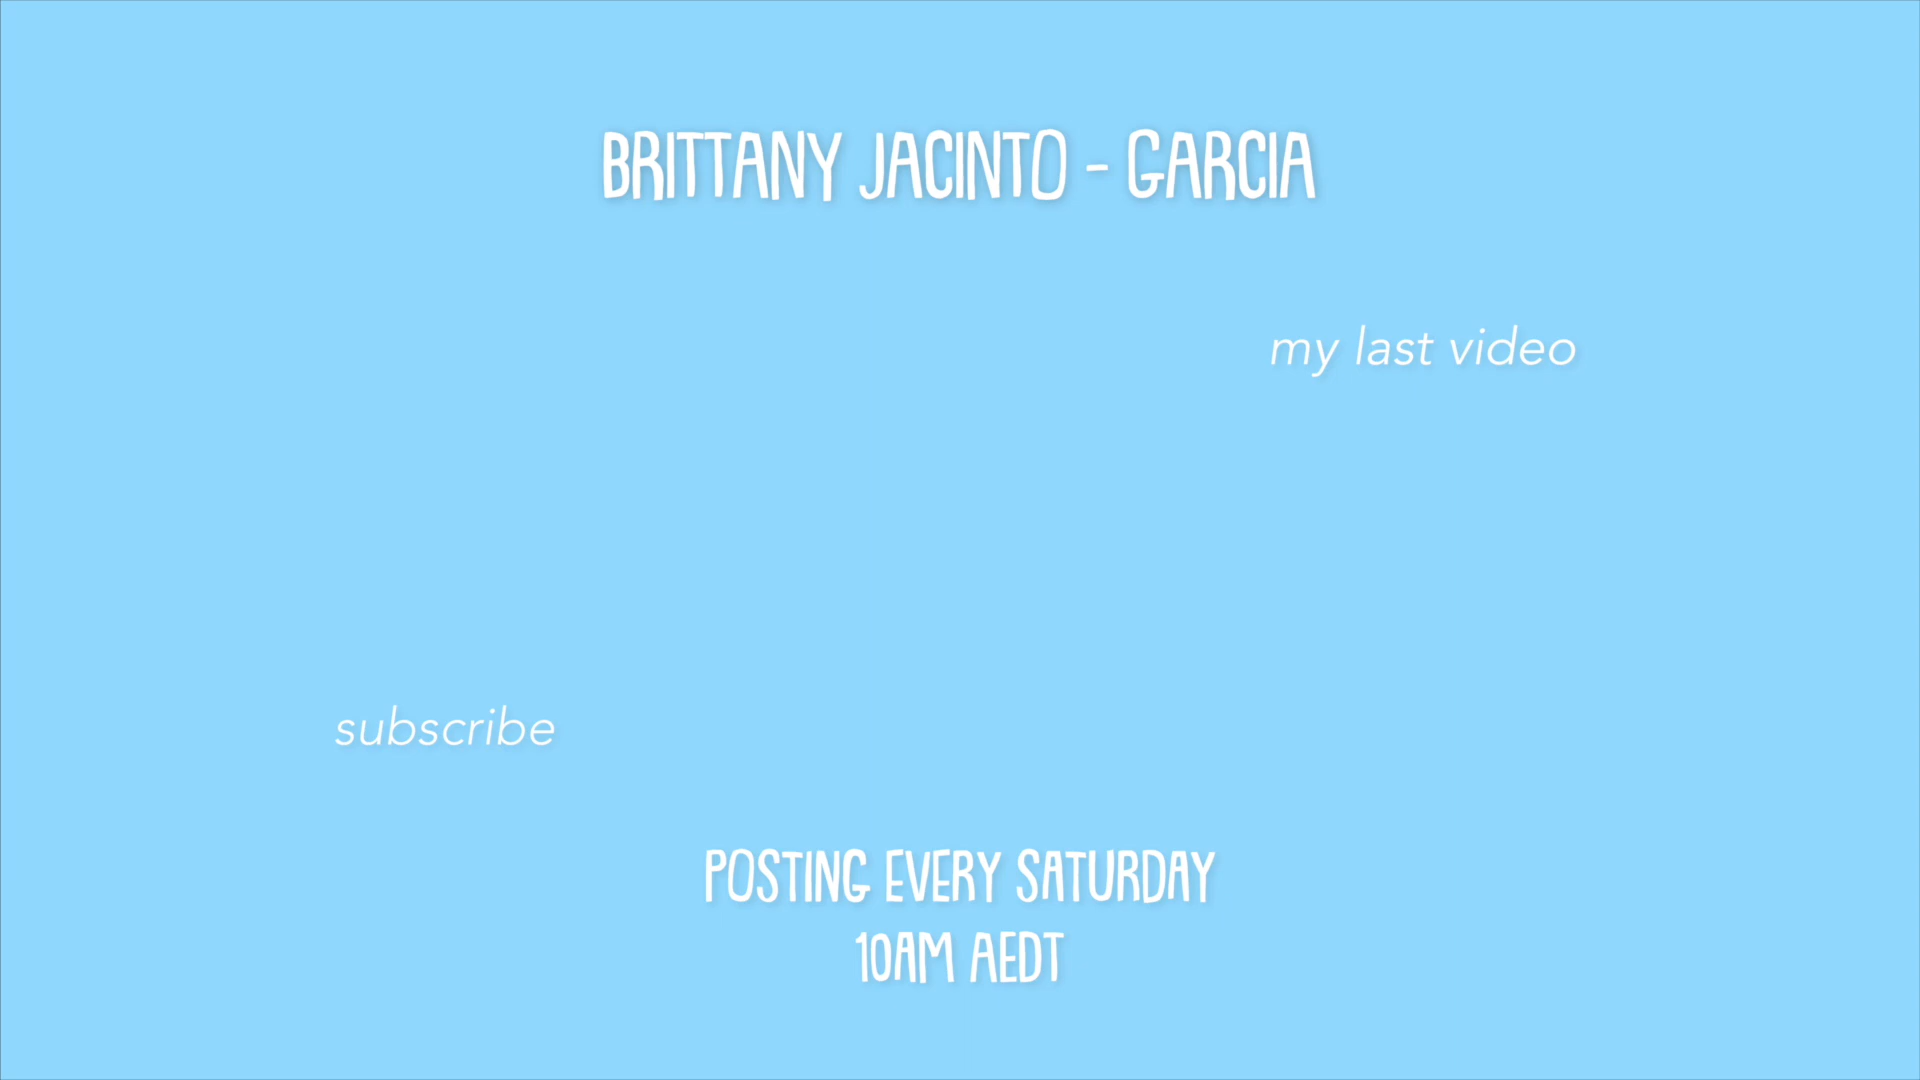 BRITTANY JACINTO - GARCIA
my last video
subscribe
POSTING EVERY SATURDAY
10AM AEDT